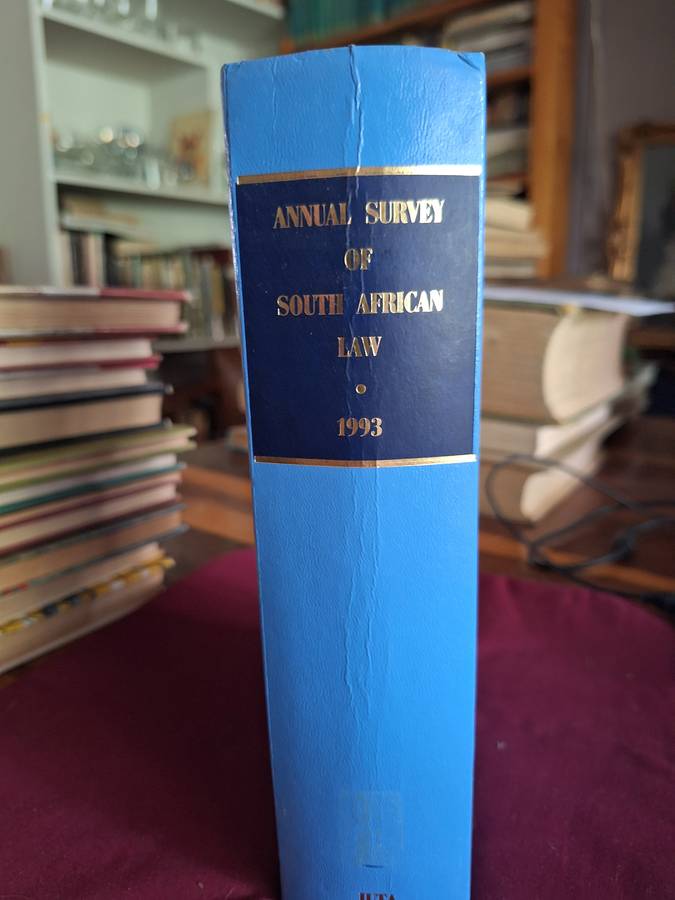 ANNUAL SURVEY
OF
SOUTH AFRICAN
LAW
1993